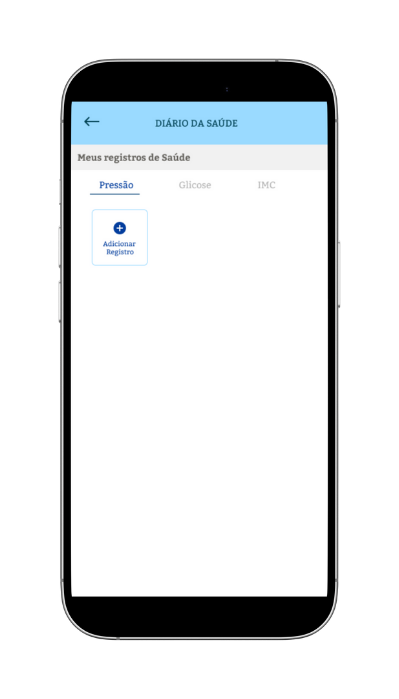 DIÁRIO DA SAÚDE
Meus registros de Saúde
Pressão Glicose IMC
Adicionar
Registro